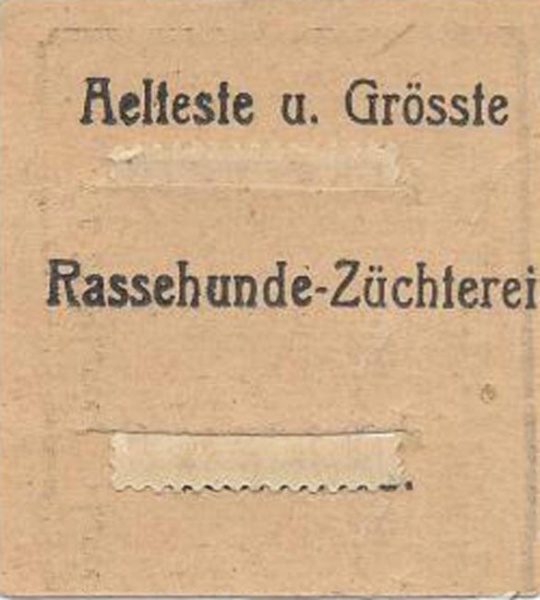 Aelteste u. Grösste
Rassehunde-Züchterei